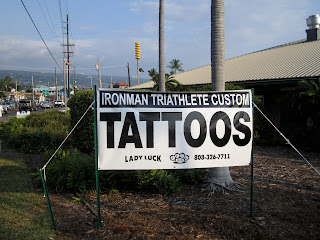 IRONMAN TRIATHLETE CUSTOM
TATTOOS
LADY LUCK 808-326-7711